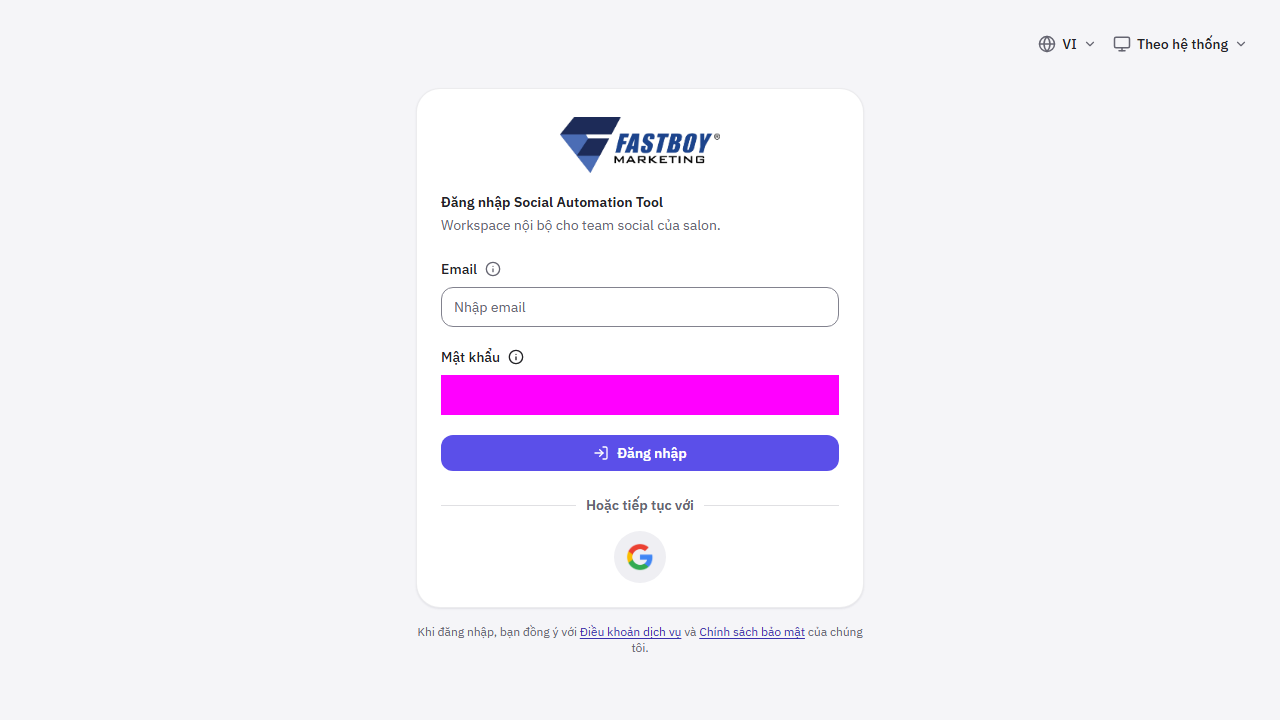 VI
Theo hệ thống
FASTBOY ®
MARKETING
Đăng nhập Social Automation Tool
Workspace nội bộ cho team social của salon.
Email
Nhập email
Mật khẩu
Đăng nhập
Hoặc tiếp tục với
Khi đăng nhập, bạn đồng ý với Điều khoản dịch vụ và Chính sách bảo mật của chúng
tôi.